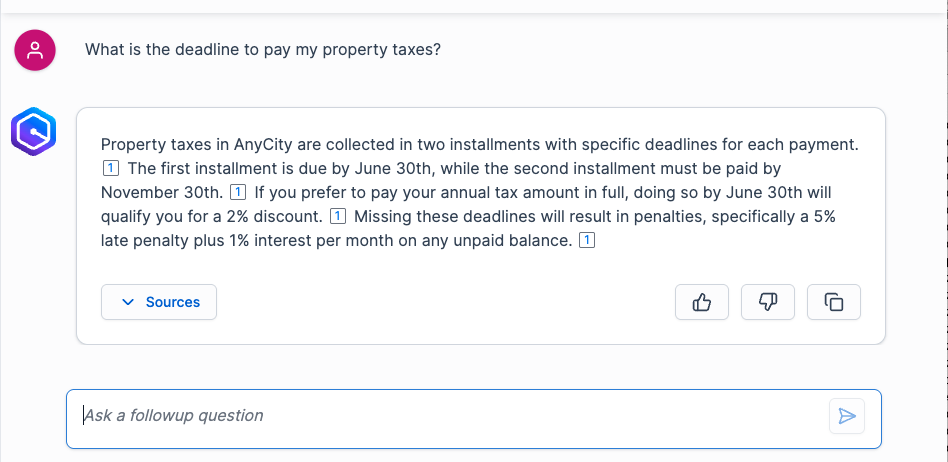 What is the deadline to pay my property taxes?
Property taxes in AnyCity are collected in two installments with specific deadlines for each payment.
1 The first installment is due by June 30th, while the second installment must be paid by
November 30th. 1 If you prefer to pay your annual tax amount in full, doing so by June 30th will
qualify you for a 2% discount. 1 Missing these deadlines will result in penalties, specifically a 5%
late penalty plus 1% interest per month on any unpaid balance. 1
Sources
Ask a followup question